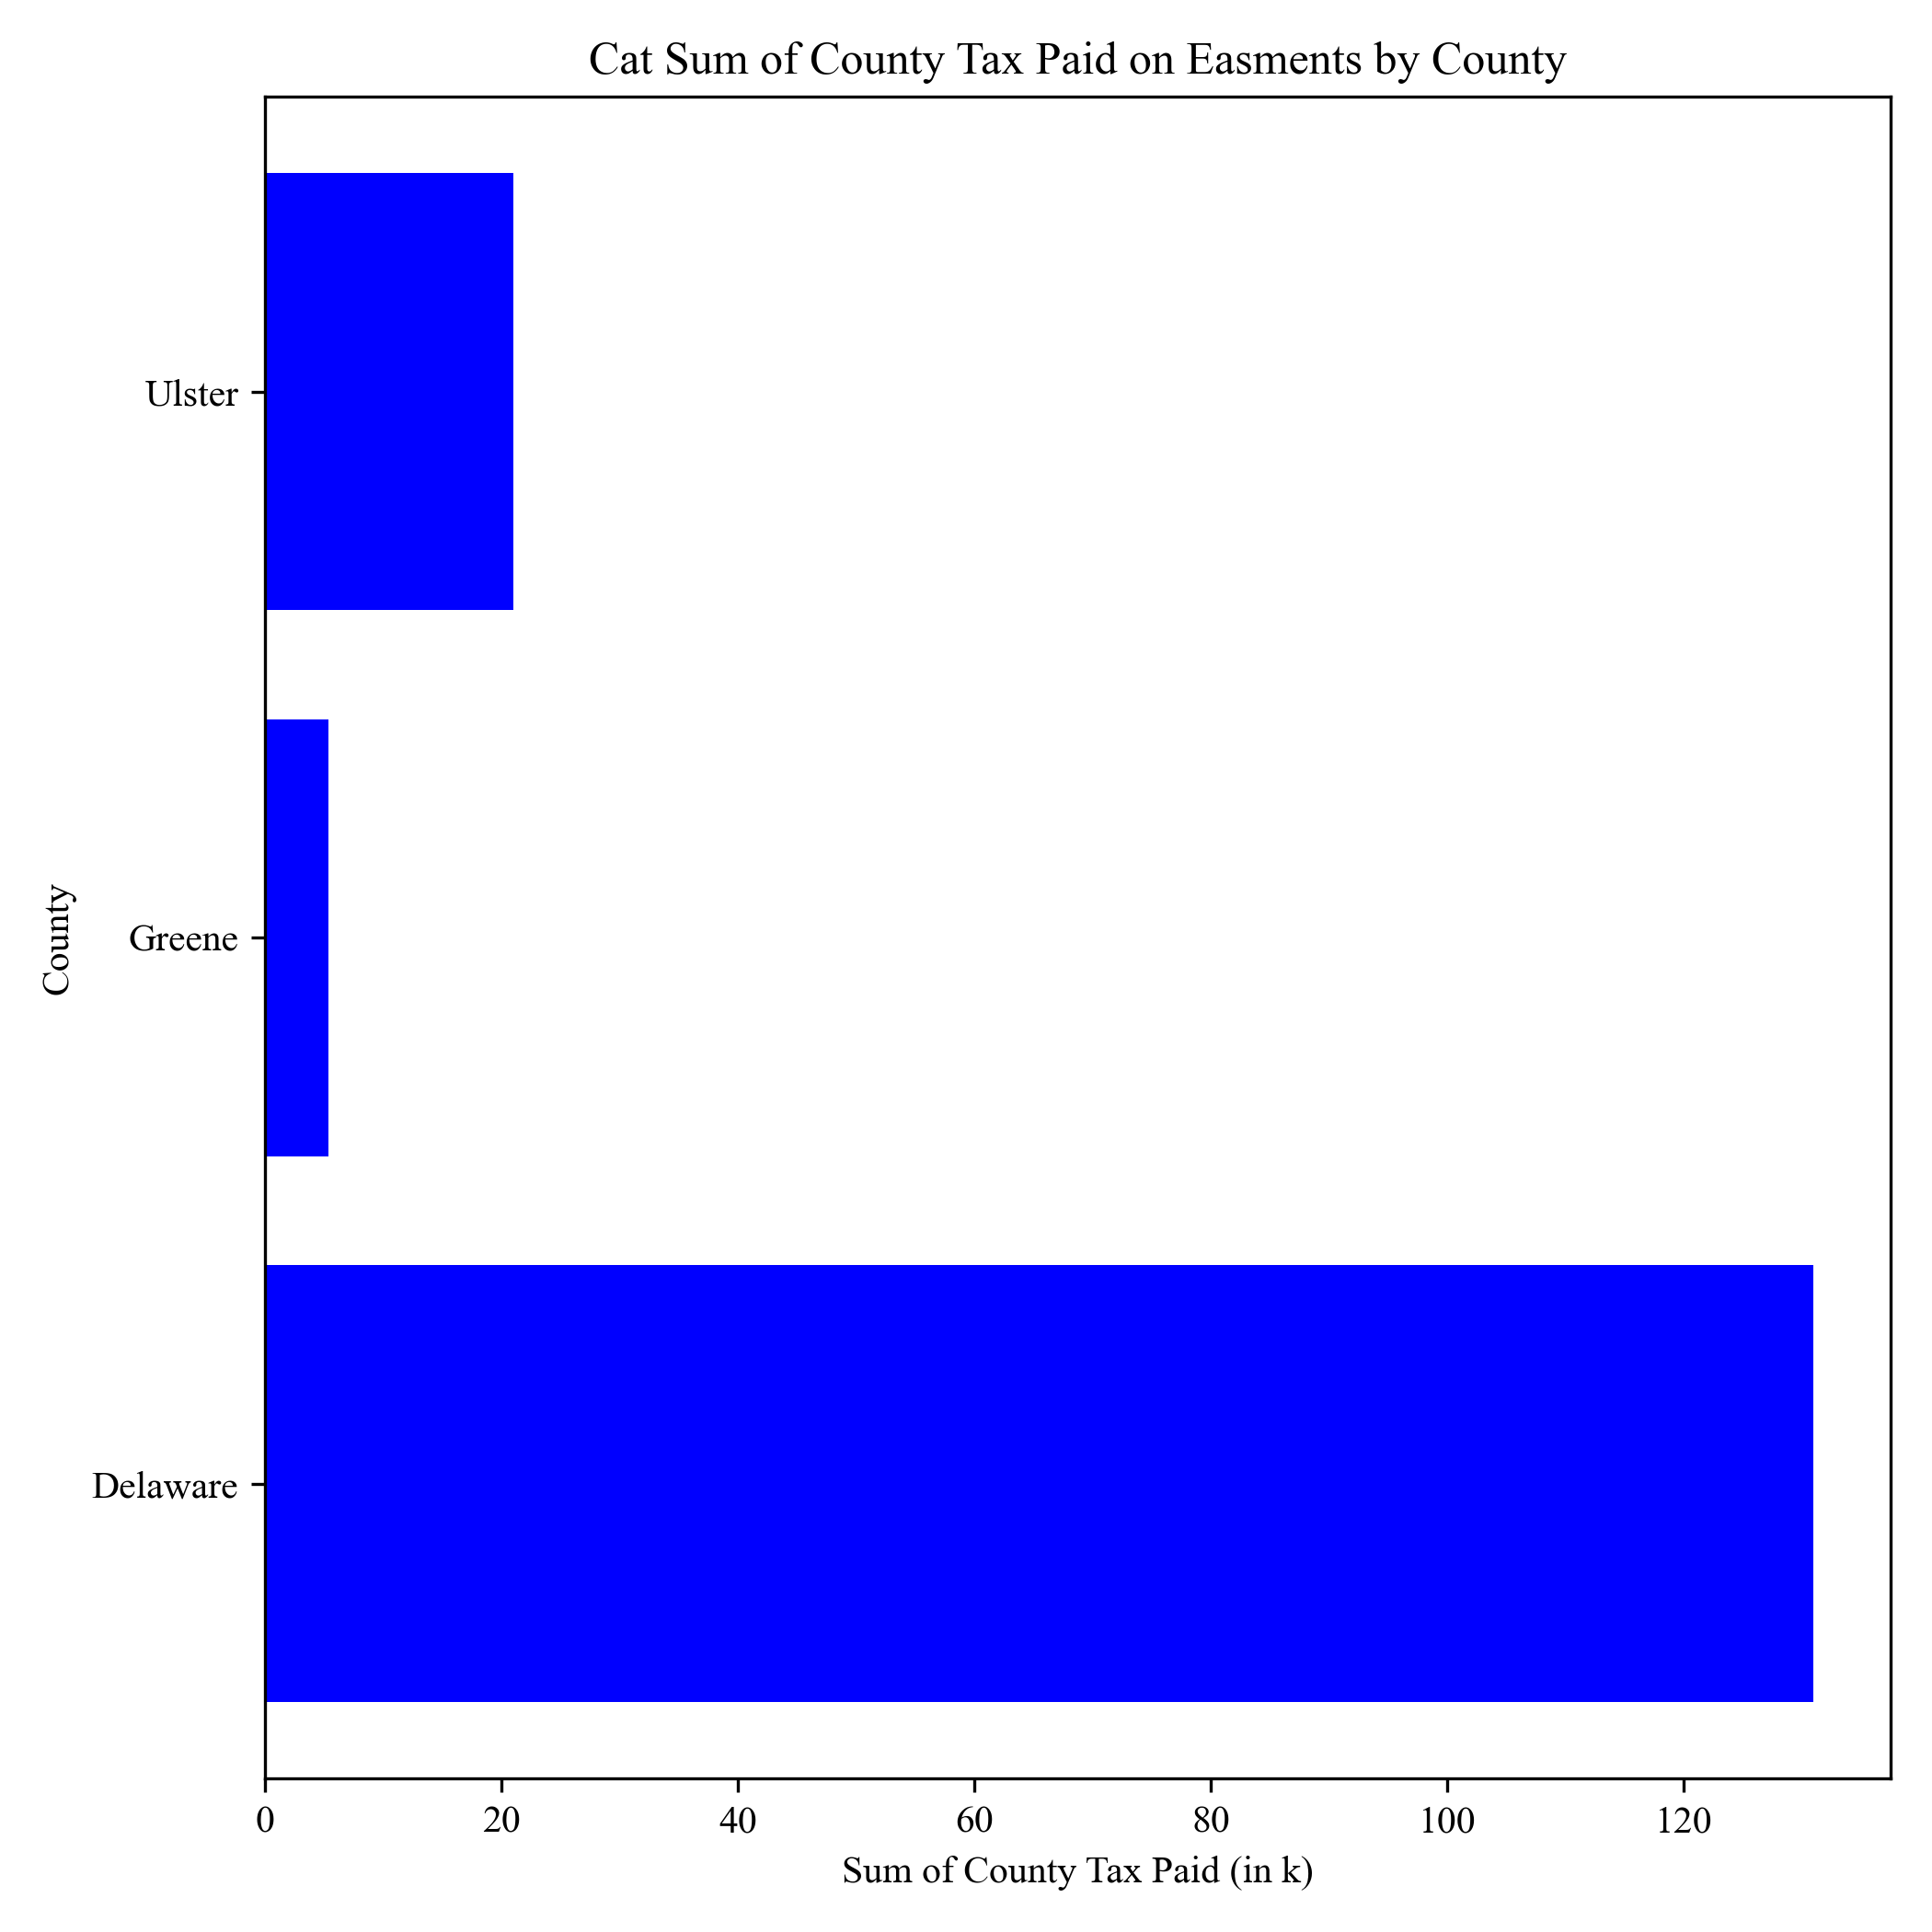 Cat Sum of County Tax Paid on Easments by County
Ulster
Greene
Delaware
County
0 20 40 60 80 100 120
Sum of County Tax Paid (in k)